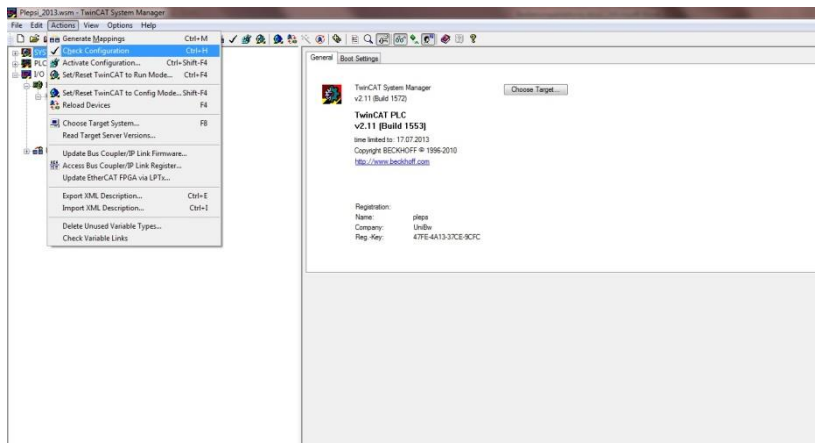 Plepsi_2013.wsm - TwinCAT System Manager
File Edit Actions View Options Help
Generate Mappings Ctrl+M
Check Configuration Ctrl+H
Activate Configuration... Ctrl+Shift-F4
Set/Reset TwinCAT to Run Mode... Ctrl+F4
Set/Reset TwinCAT to Config Mode... Shift-F4
Reload Devices F4
Choose Target System... F8
Read Target Server Versions...
Update Bus Coupler/IP Link Firmware...
Access Bus Coupler/IP Link Register...
Update EtherCAT FPGA via LPTx...
Export XML Description... Ctrl+E
Import XML Description... Ctrl+I
Delete Unused Variable Types...
Check Variable Links
SYS
PLC
I/O
General Boot Settings
TwinCAT System Manager
v2.11 (Build 1572)
Choose Target...
TwinCAT PLC
v2.11 (Build 1553)
time limited to: 17.07.2013
Copyright BECKHOFF © 1996-2010
http://www.beckhoff.com
Registration:
Name: plepa
Company: UniBw
Reg.-Key: 47FE-4A13-37CE-9CFC